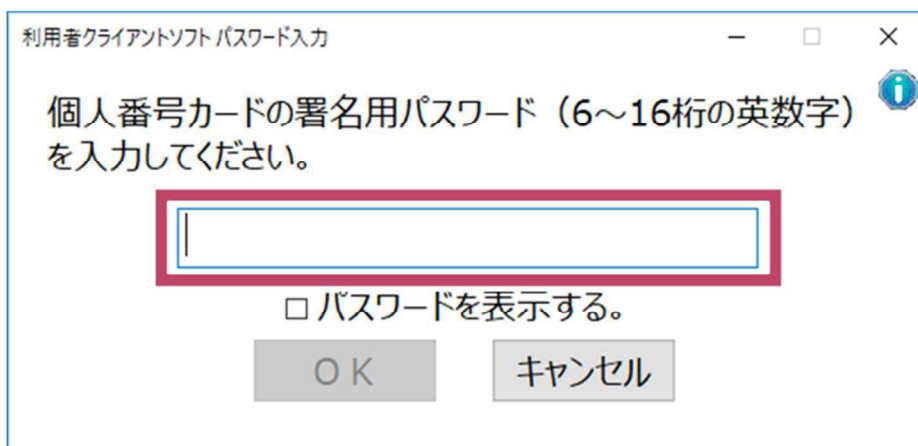 利用者クライアントソフト パスワード入力
個人番号カードの署名用パスワード（6～16桁の英数字）
を入力してください。
パスワードを表示する。
ＯＫ
キャンセル